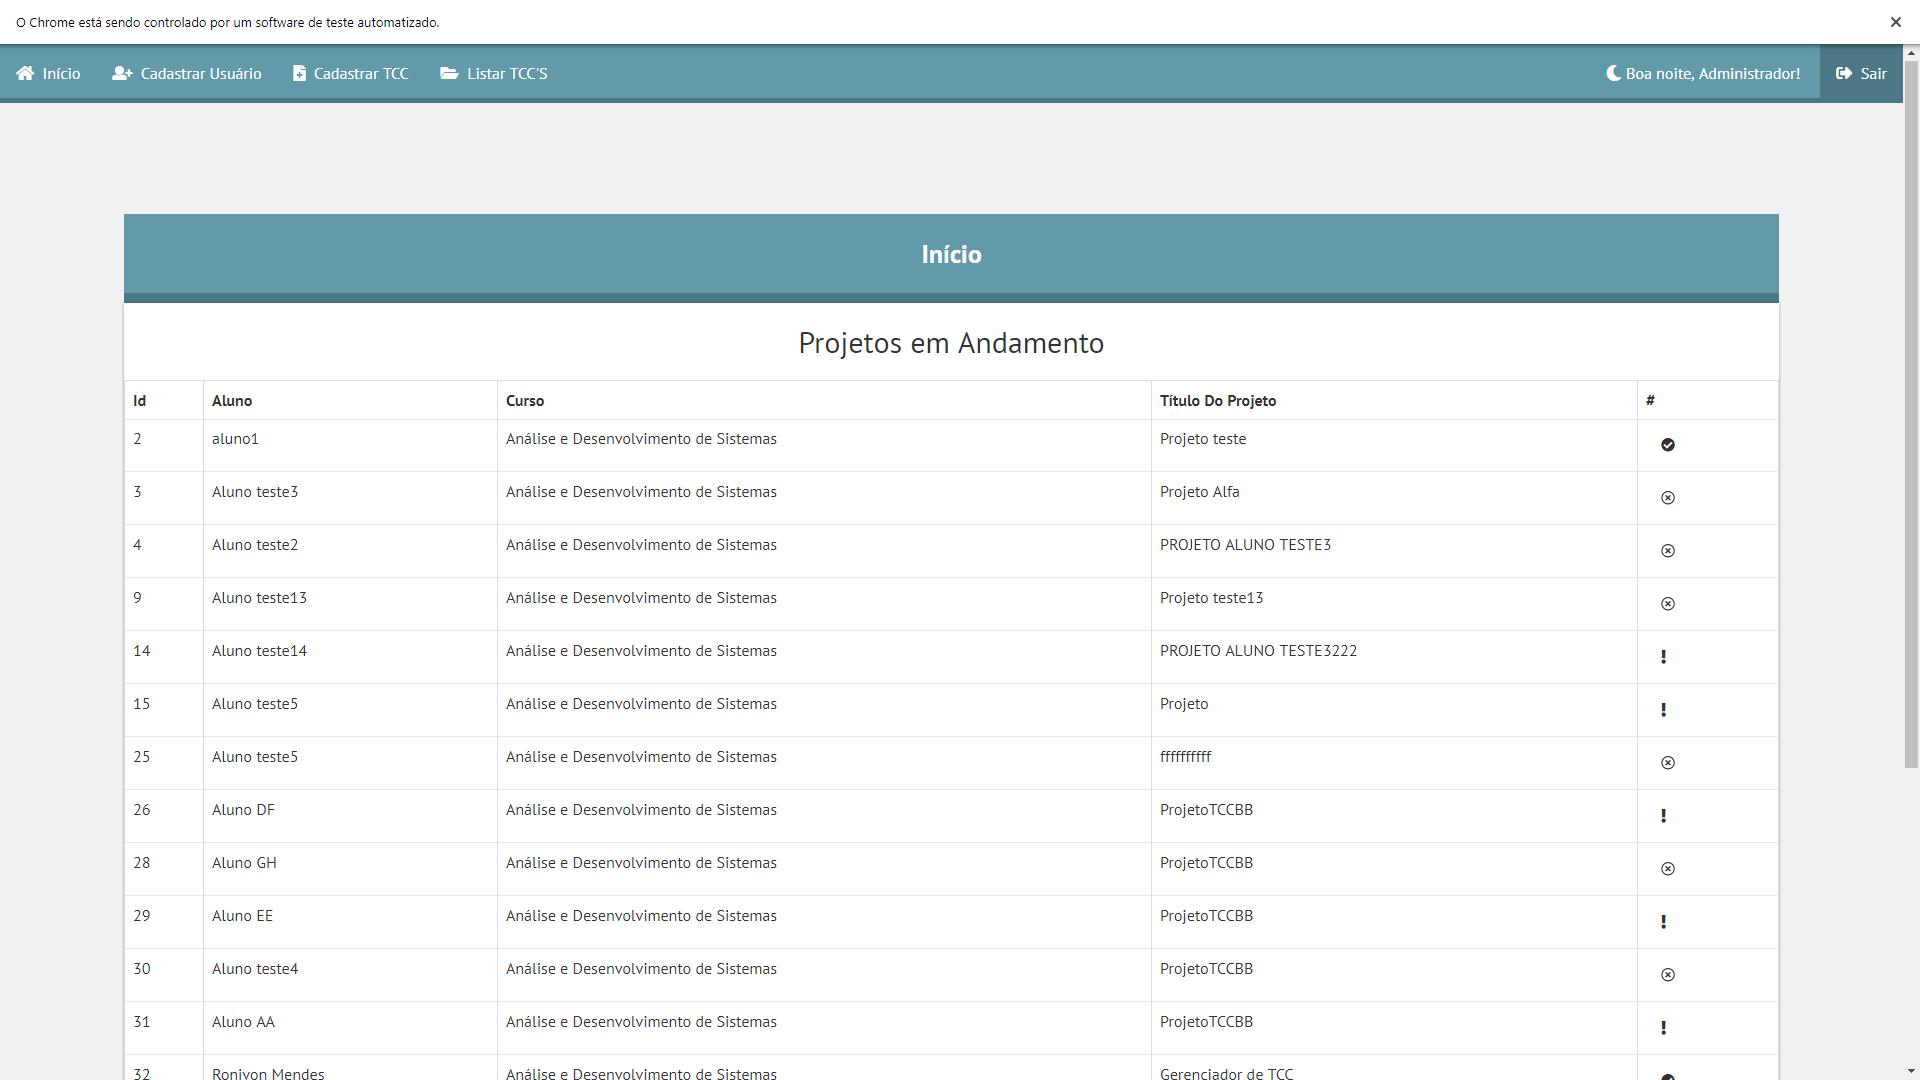 O Chrome está sendo controlado por um software de teste automatizado.
Início Cadastrar Usuário Cadastrar TCC Listar TCC'S Boa noite, Administrador! Sair
Início
Projetos em Andamento
Id Aluno Curso Título Do Projeto #
2 aluno1 Análise e Desenvolvimento de Sistemas Projeto teste
3 Aluno teste3 Análise e Desenvolvimento de Sistemas Projeto Alfa
4 Aluno teste2 Análise e Desenvolvimento de Sistemas PROJETO ALUNO TESTE3
9 Aluno teste13 Análise e Desenvolvimento de Sistemas Projeto teste13
14 Aluno teste14 Análise e Desenvolvimento de Sistemas PROJETO ALUNO TESTE3222
15 Aluno teste5 Análise e Desenvolvimento de Sistemas Projeto
25 Aluno teste5 Análise e Desenvolvimento de Sistemas ffffffffff
26 Aluno DF Análise e Desenvolvimento de Sistemas ProjetoTCCBB
28 Aluno GH Análise e Desenvolvimento de Sistemas ProjetoTCCBB
29 Aluno EE Análise e Desenvolvimento de Sistemas ProjetoTCCBB
30 Aluno teste4 Análise e Desenvolvimento de Sistemas ProjetoTCCBB
31 Aluno AA Análise e Desenvolvimento de Sistemas ProjetoTCCBB
32 Ronivon Mendes Análise e Desenvolvimento de Sistemas Gerenciador de TCC